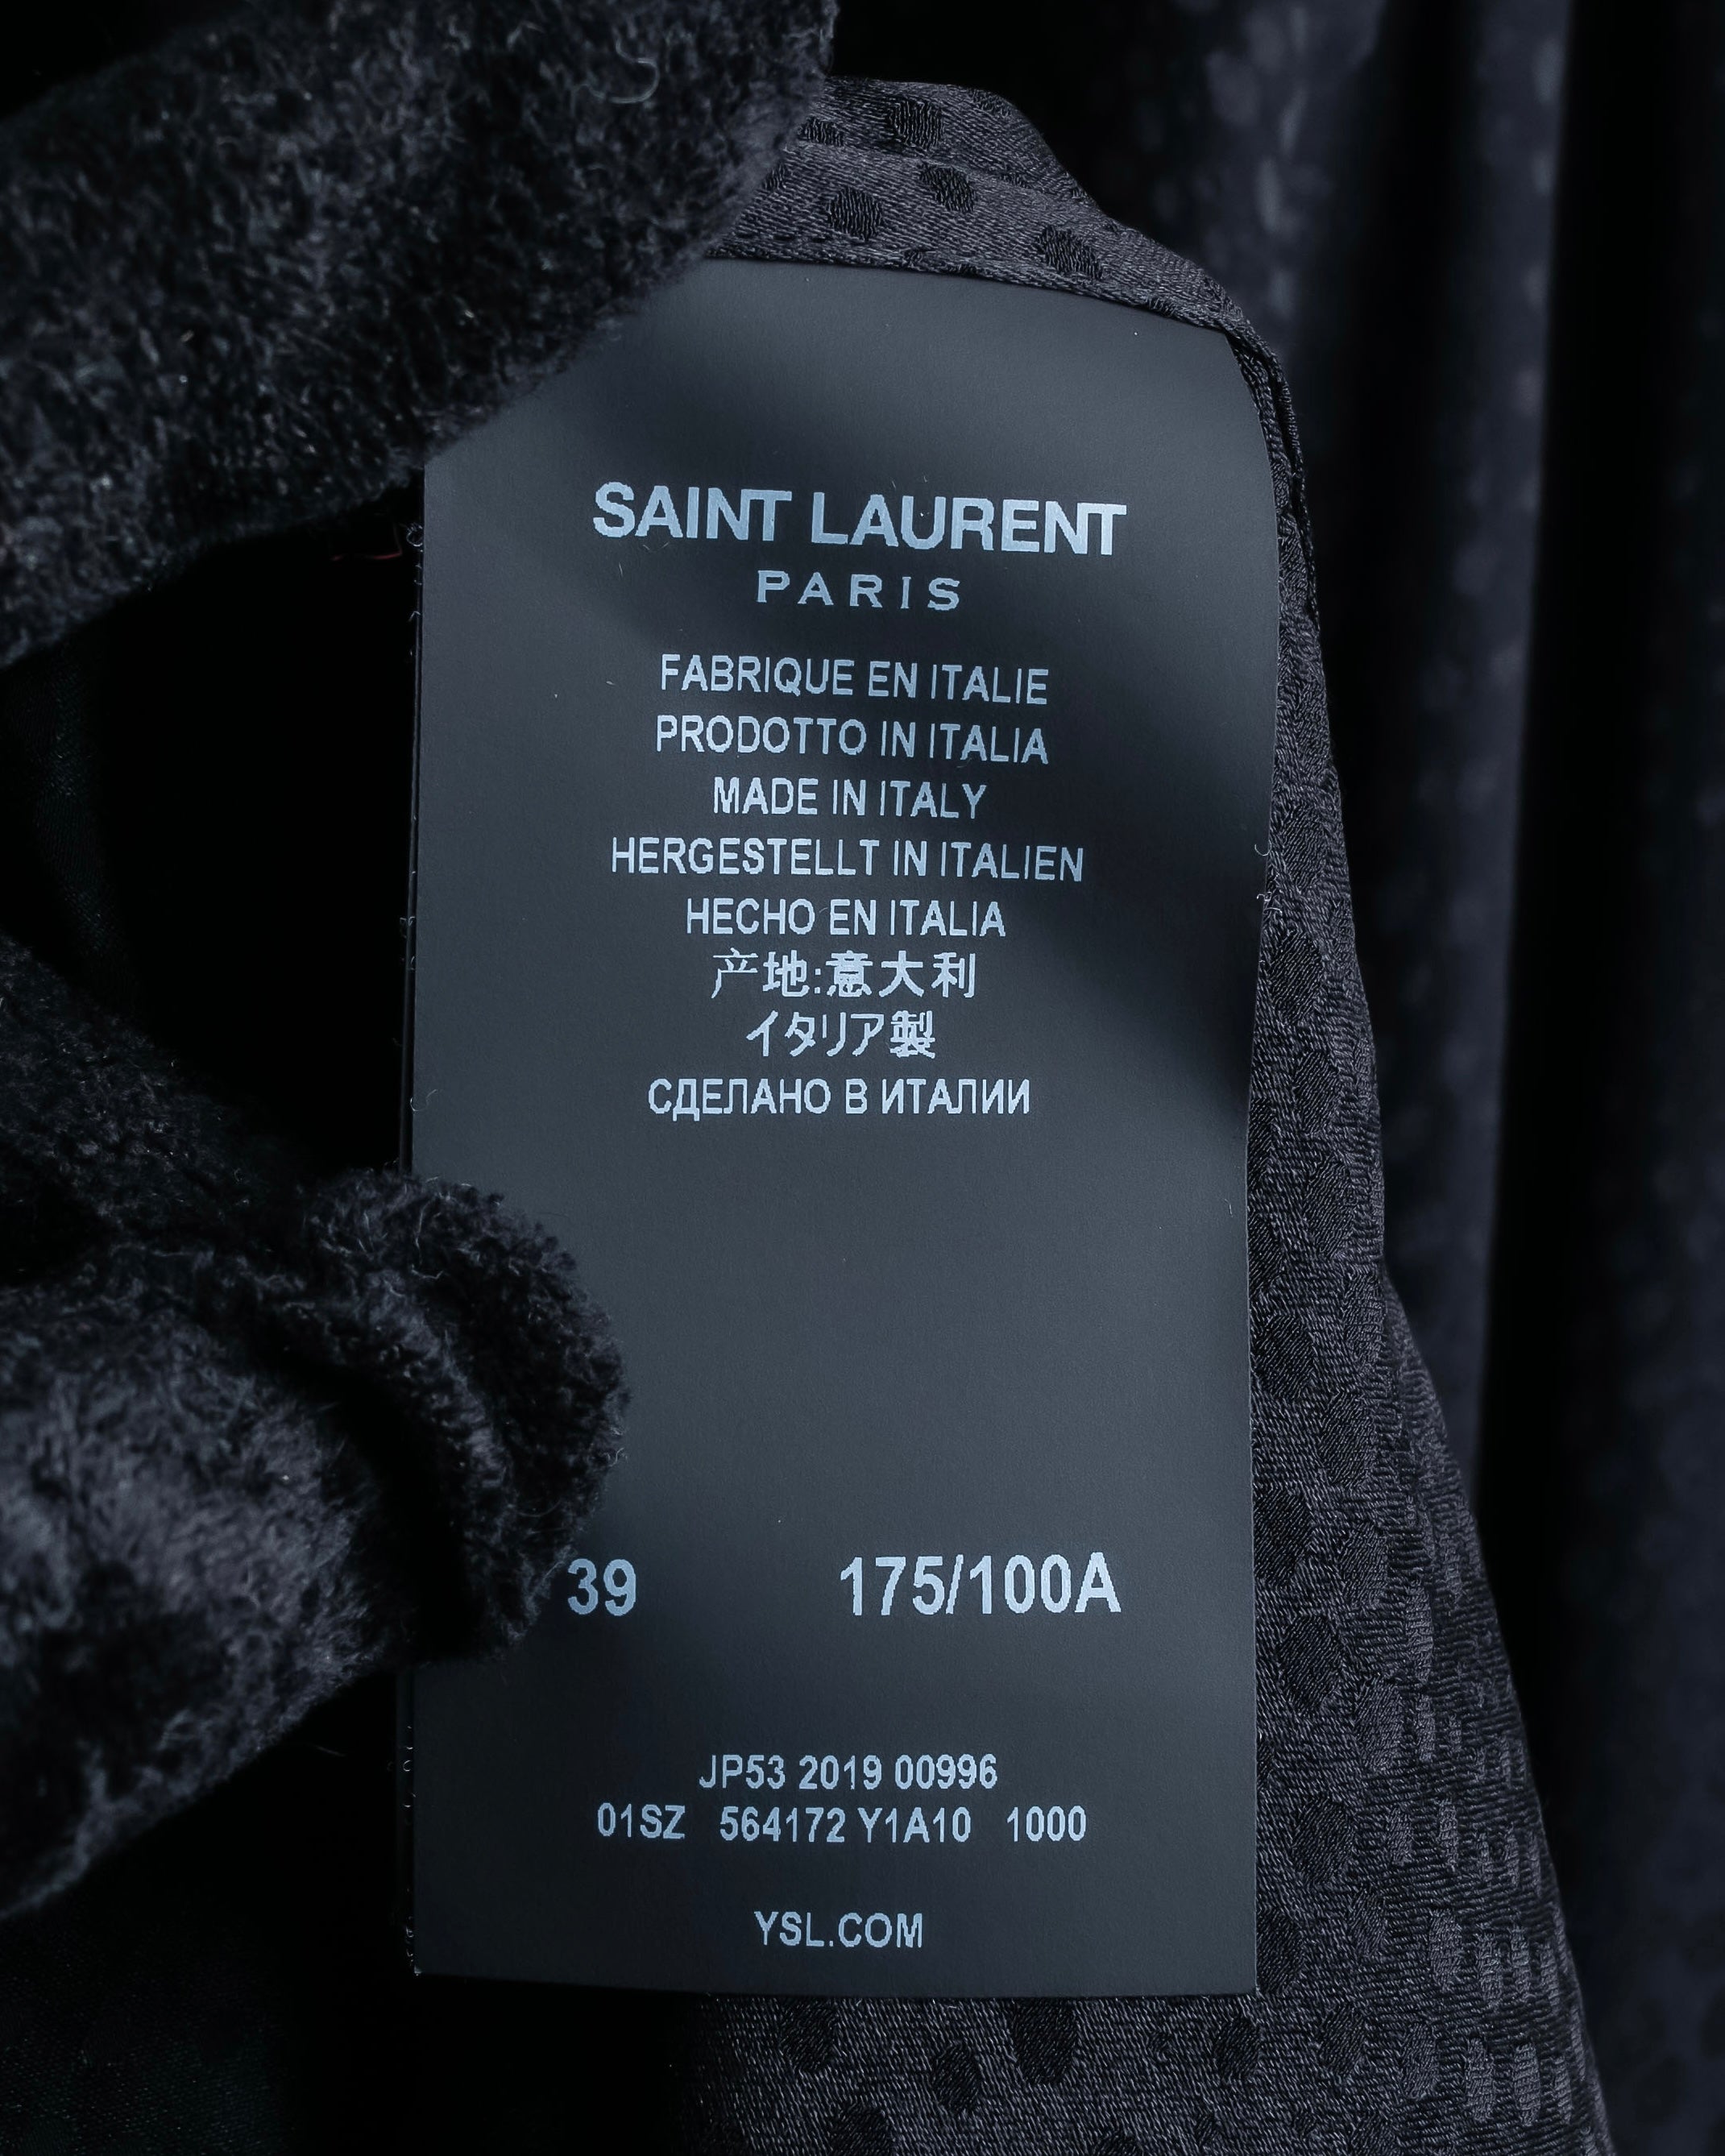 SAINT LAURENT
PARIS
FABRIQUE EN ITALIE
PRODOTTO IN ITALIA
MADE IN ITALY
HERGESTELLT IN ITALIEN
HECHO EN ITALIA
产地:意大利
イタリア製
СДЕЛАНО В ИТАЛИИ
39 175/100A
JP53 2019 00996
01SZ 564172 Y1A10 1000
YSL.COM